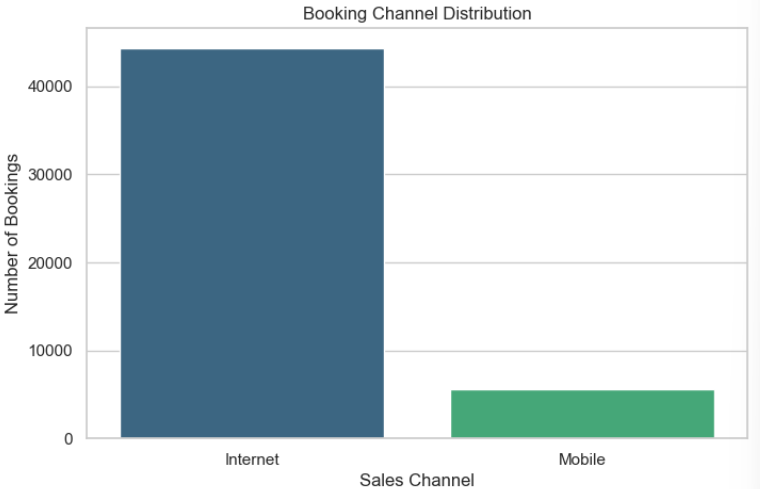 Booking Channel Distribution
Number of Bookings
40000
30000
20000
10000
0
Internet
Mobile
Sales Channel